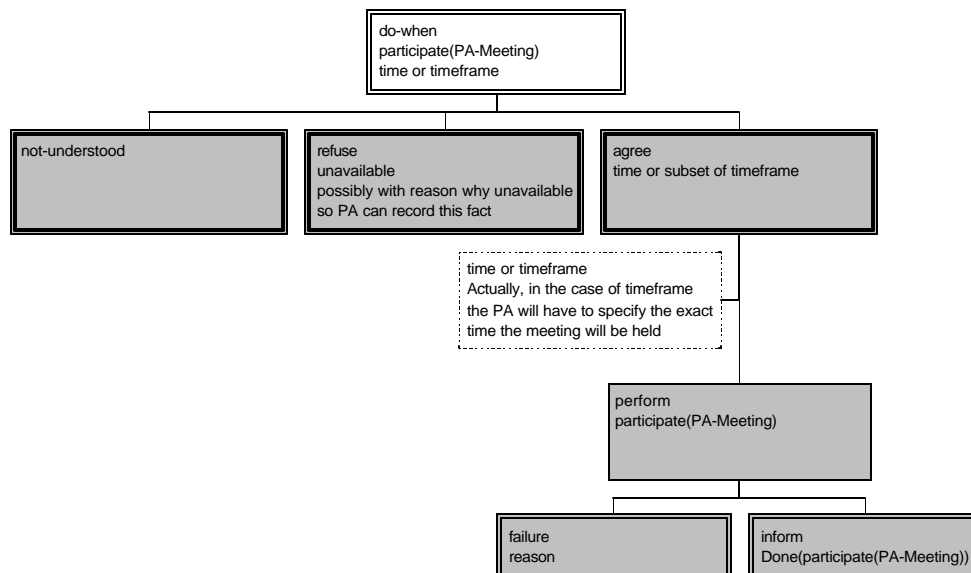 do-when
participate(PA-Meeting)
time or timeframe
not-understood
refuse
unavailable
possibly with reason why unavailable
so PA can record this fact
agree
time or subset of timeframe
time or timeframe
Actually, in the case of timeframe
the PA will have to specify the exact
time the meeting will be held
perform
participate(PA-Meeting)
failure
reason
inform
Done(participate(PA-Meeting))